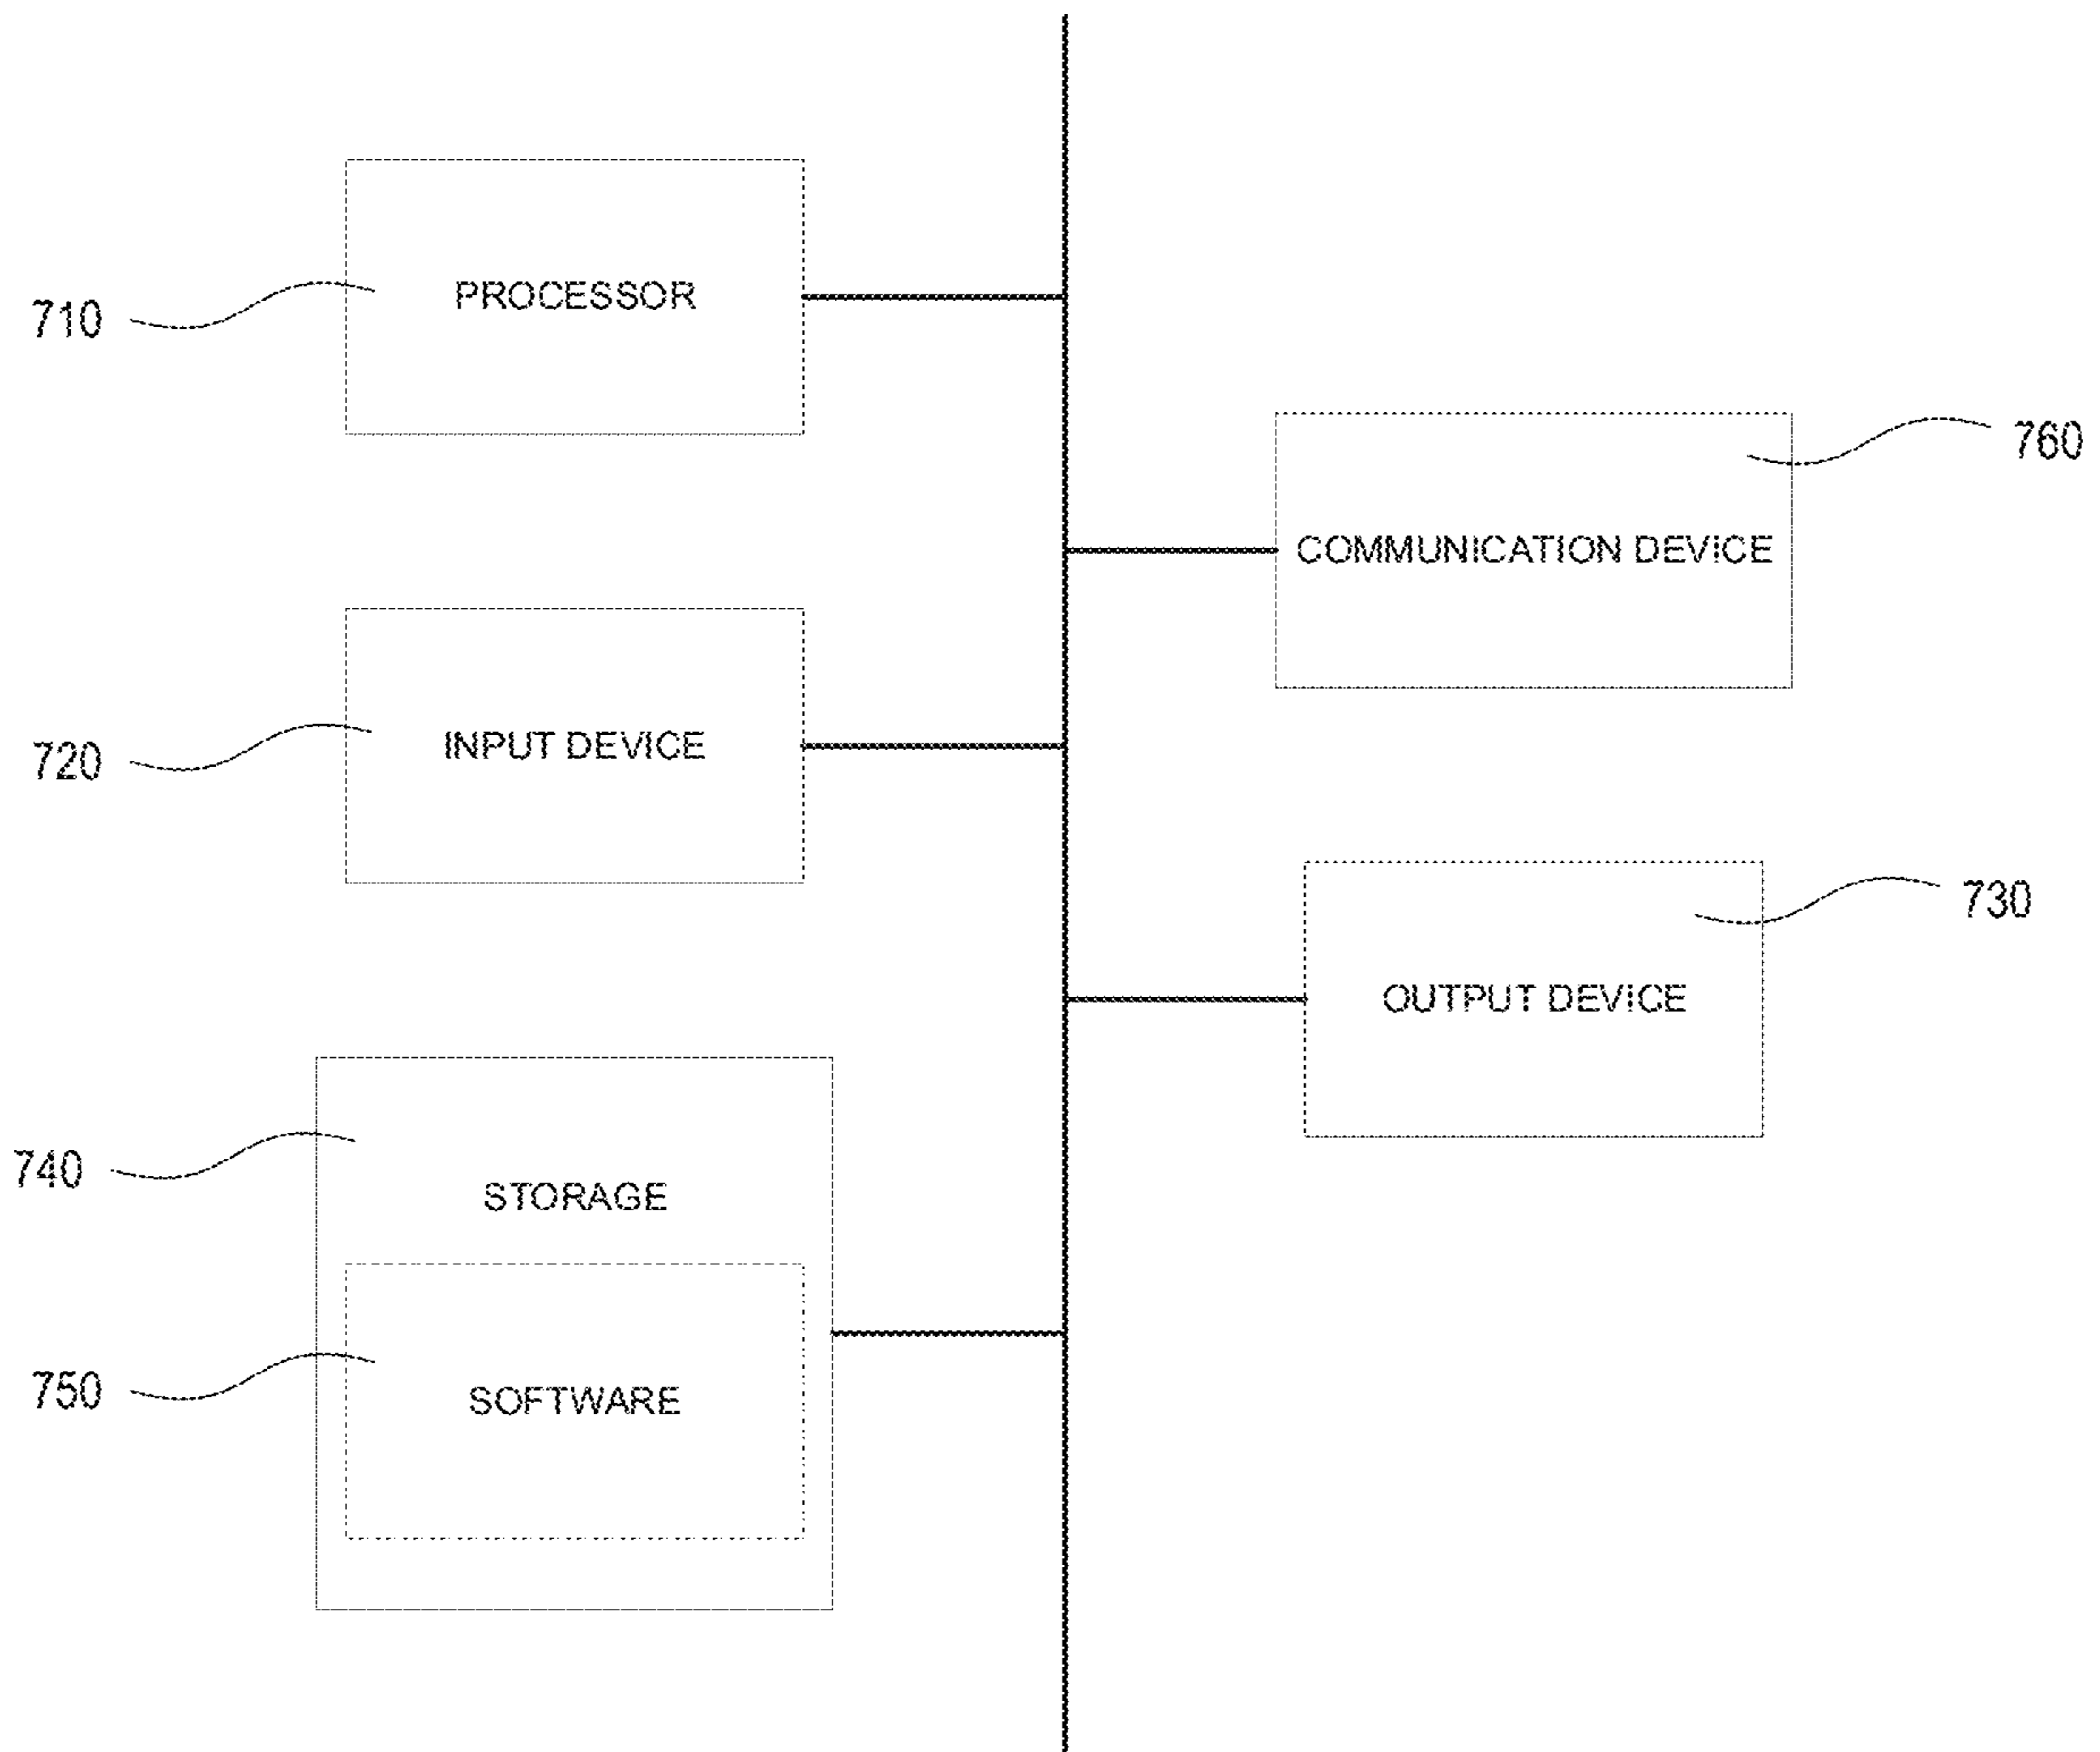 PROCESSOR
710
760
COMMUNICATION DEVICE
INPUT DEVICE
720
730
OUTPUT DEVICE
740
STORAGE
750
SOFTWARE